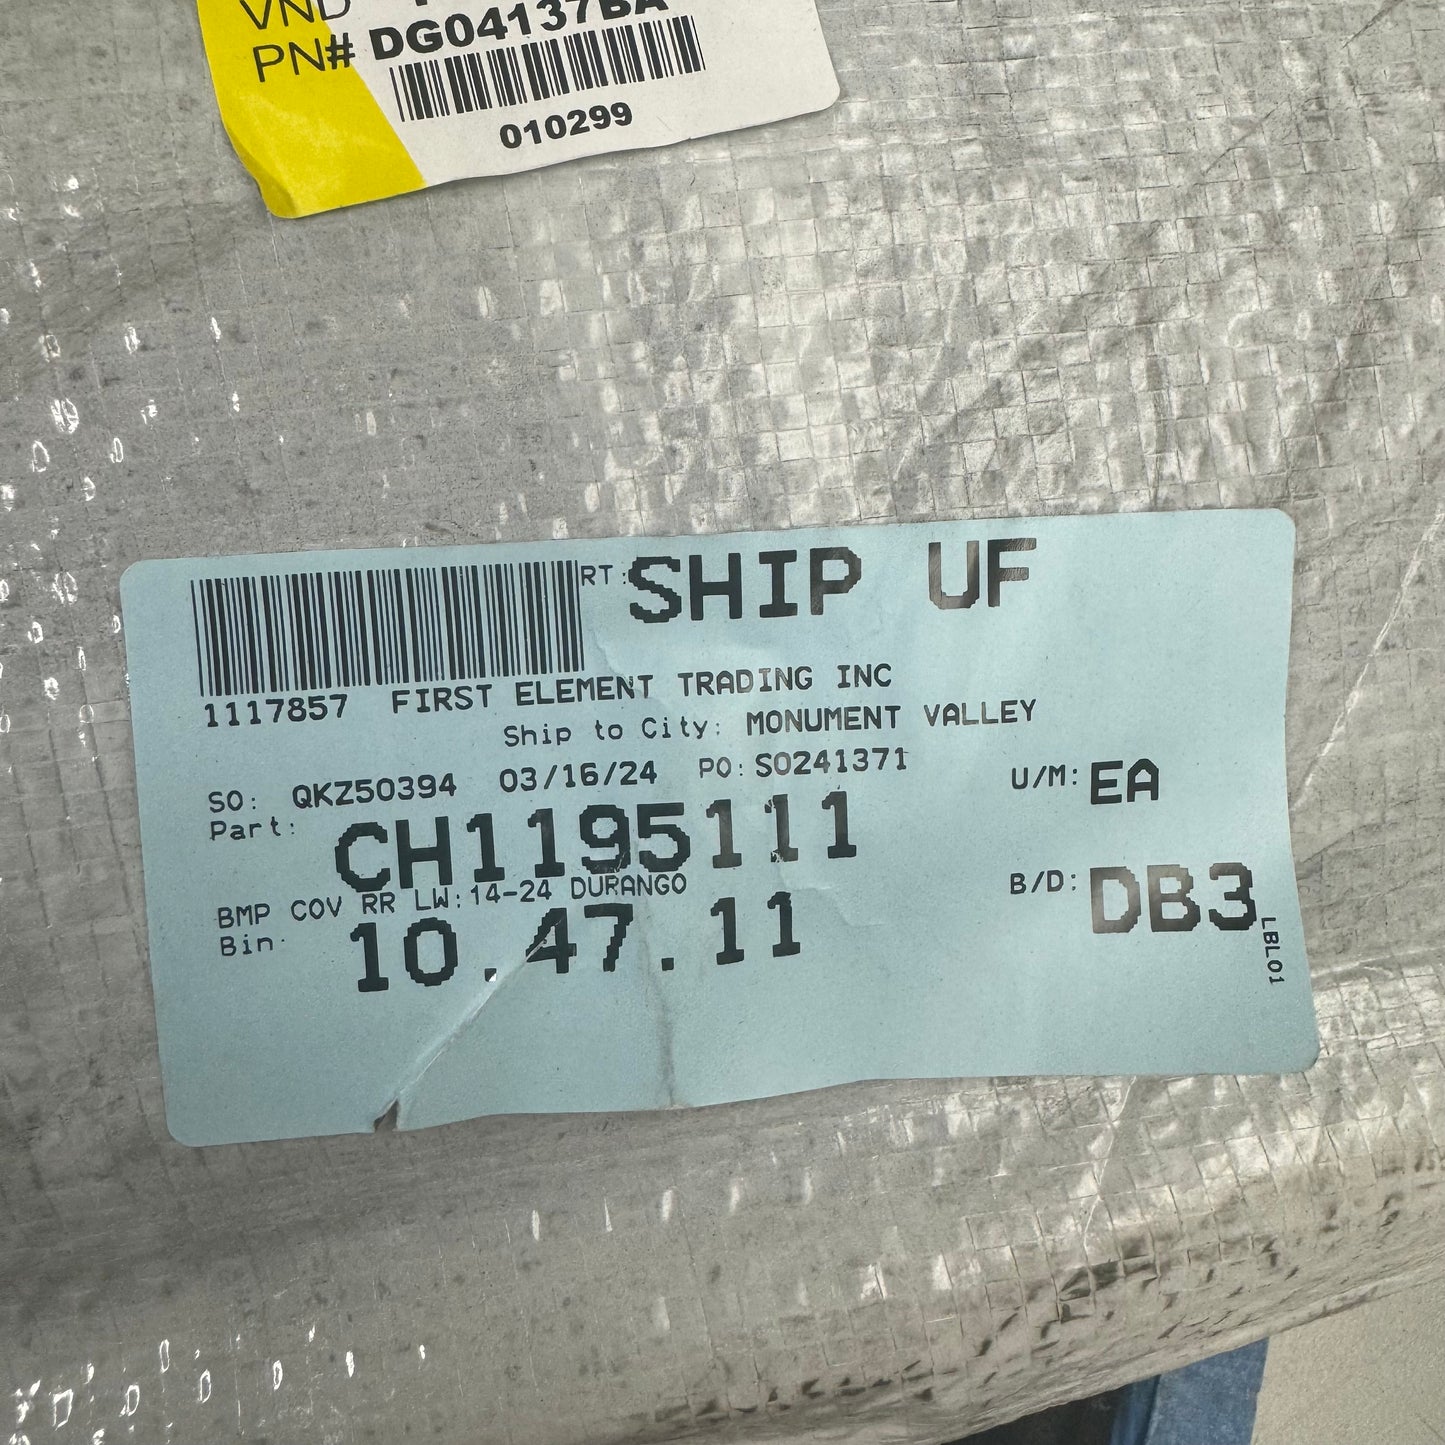 VND
PN# DG04137BA
010299
RT: SHIP UF
1117857 FIRST ELEMENT TRADING INC
Ship to City: MONUMENT VALLEY
SO: QKZ50394 03/16/24 PO: SO241371 U/M: EA
Part: CH1195111
BMP COV RR LW:14-24 DURANGO B/D: DB3
Bin: 10.47.11
LBL01